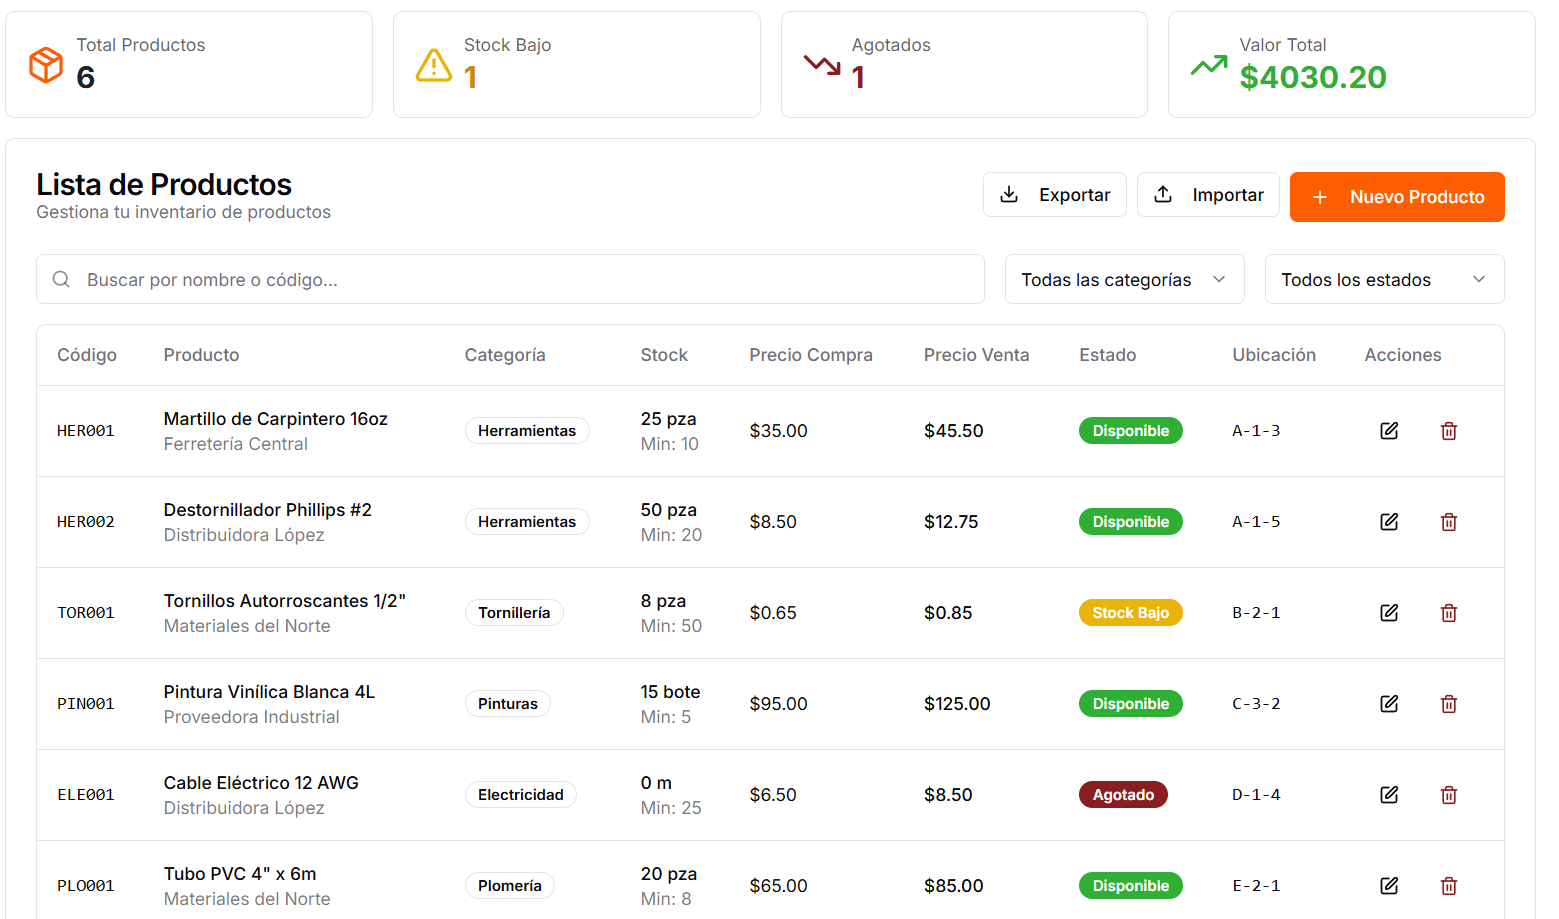 Total Productos
6
Stock Bajo
1
Agotados
1
Valor Total
$4030.20
Lista de Productos
Gestiona tu inventario de productos
Exportar
Importar
Nuevo Producto
Buscar por nombre o código...
Todas las categorías
Todos los estados
Código Producto Categoría Stock Precio Compra Precio Venta Estado Ubicación Acciones
HER001 Martillo de Carpintero 16oz Herramientas 25 pza $35.00 $45.50 Disponible A-1-3
Ferretería Central Min: 10
HER002 Destornillador Phillips #2 Herramientas 50 pza $8.50 $12.75 Disponible A-1-5
Distribuidora López Min: 20
TOR001 Tornillos Autorroscantes 1/2" Tornillería 8 pza $0.65 $0.85 Stock Bajo B-2-1
Materiales del Norte Min: 50
PIN001 Pintura Vinílica Blanca 4L Pinturas 15 bote $95.00 $125.00 Disponible C-3-2
Proveedora Industrial Min: 5
ELE001 Cable Eléctrico 12 AWG Electricidad 0 m $6.50 $8.50 Agotado D-1-4
Distribuidora López Min: 25
PLO001 Tubo PVC 4" x 6m Plomería 20 pza $65.00 $85.00 Disponible E-2-1
Materiales del Norte Min: 8